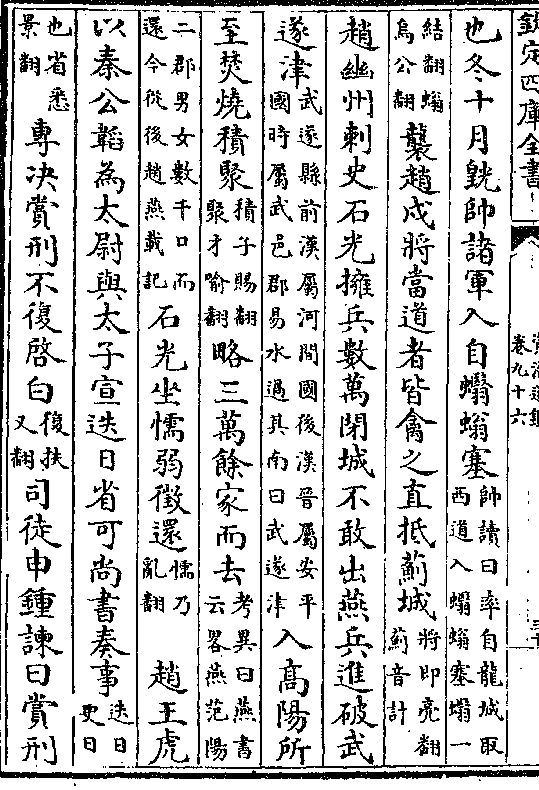 欽定四庫全書
資治通鑑
卷九十六
也冬十月皝帥諸軍入自蠮螉塞帥讀曰率自龍城取西道入蠮螉塞蠮一
結翻螉烏公翻襲趙戍將當道者皆禽之直抵薊城將即亮翻薊音計
趙幽州刺史石光擁兵數萬閉城不敢出燕兵進破武
遂津武遂縣前漢屬河間國後漢晉屬安平國時屬武邑郡易水過其南曰武遂津入高陽所
至焚燒積聚積子賜翻聚才喻翻略三萬餘家而去考異曰燕書云畧燕范陽
二郡男女數千口而還今從後趙燕載記石光坐懦弱徵還懦乃亂翻　趙王虎
以秦公韜為太尉與太子宣迭日省可尚書奏事迭日更日
也省悉景翻專決賞刑不復啓白復扶又翻司徒申鍾諫曰賞刑